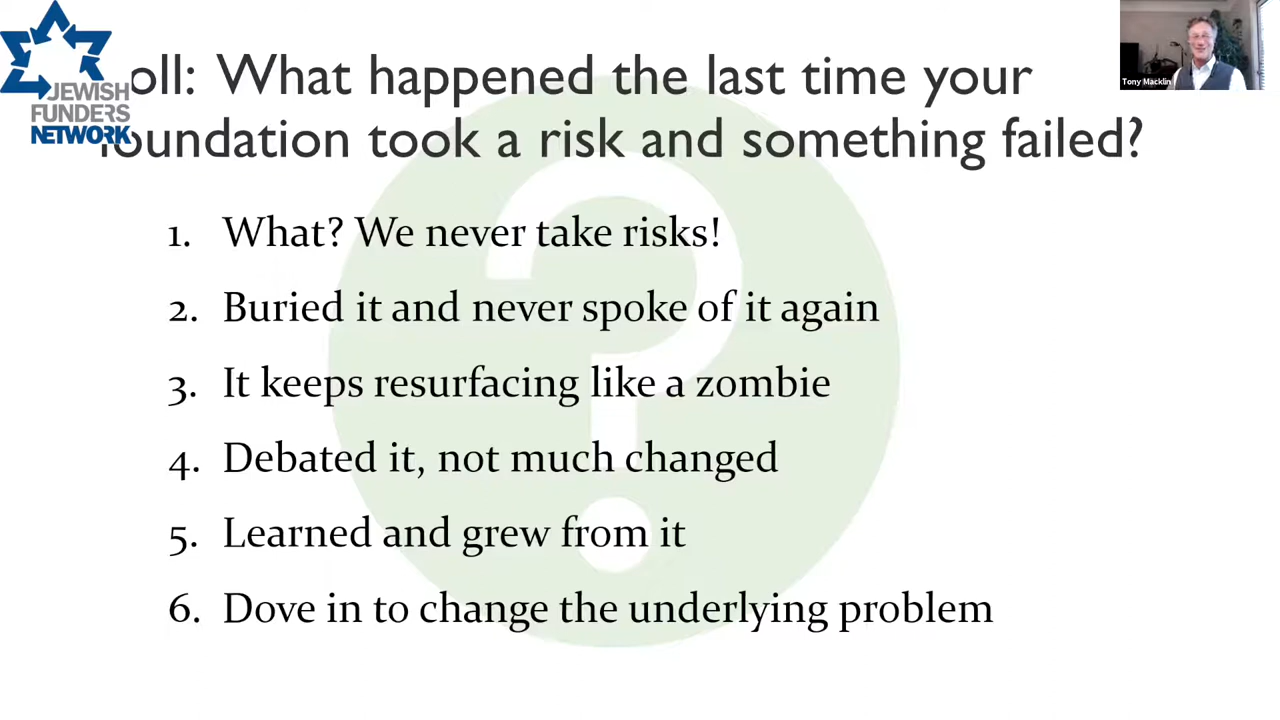 JEWISH
FUNDERS
NETWORK
oll: What happened the last time your
foundation took a risk and something failed?
Tony Macklin
1. What? We never take risks!
2. Buried it and never spoke of it again
3. It keeps resurfacing like a zombie
4. Debated it, not much changed
5. Learned and grew from it
6. Dove in to change the underlying problem